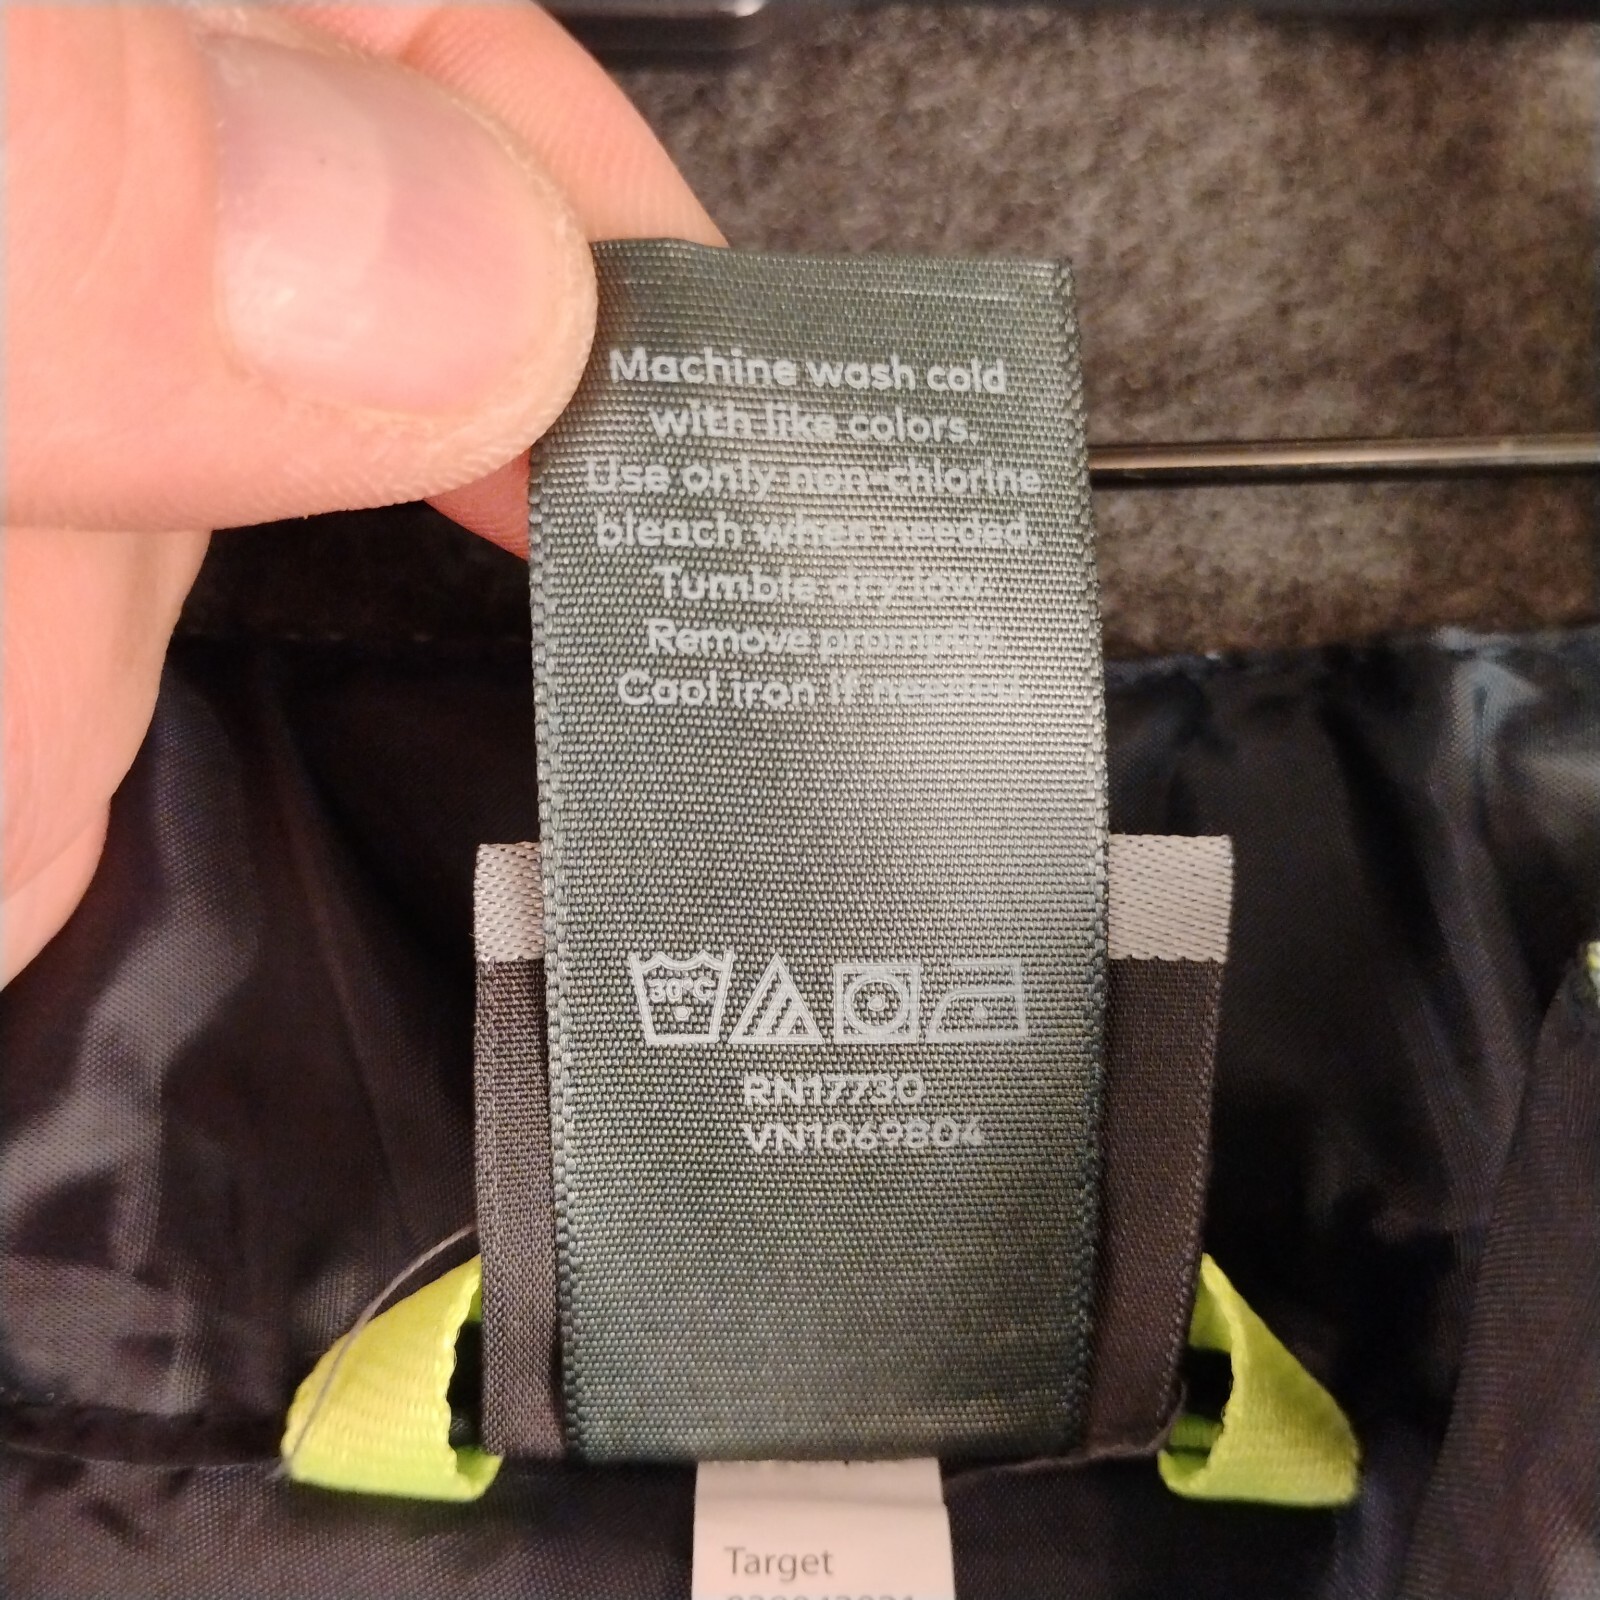 Machine wash cold
with like colors.
Use only non-chlorine
bleach when needed.
Tumble dry low.
Remove promptly.
Cool iron if needed.
30°C
RN17730
VN1069804
Target